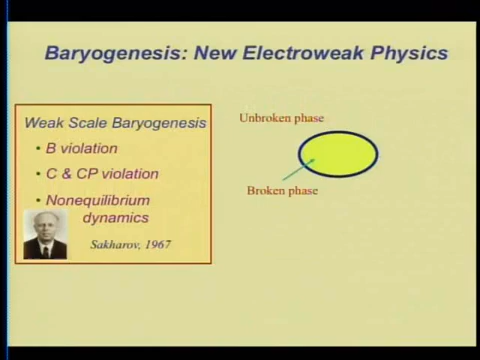 Baryogenesis: New Electroweak Physics
Weak Scale Baryogenesis
• B violation
• C & CP violation
• Nonequilibrium
dynamics
Sakharov, 1967
Unbroken phase
Broken phase